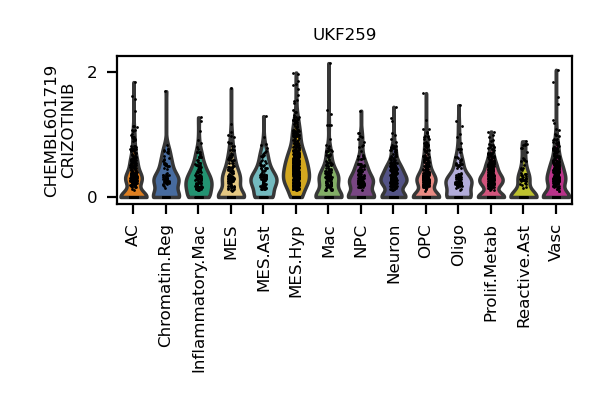 UKF259
CHEMBL601719
CRIZOTINIB
2
0
AC
Chromatin.Reg
Inflammatory.Mac
MES
MES.Ast
MES.Hyp
Mac
NPC
Neuron
OPC
Oligo
Prolif.Metab
Reactive.Ast
Vasc